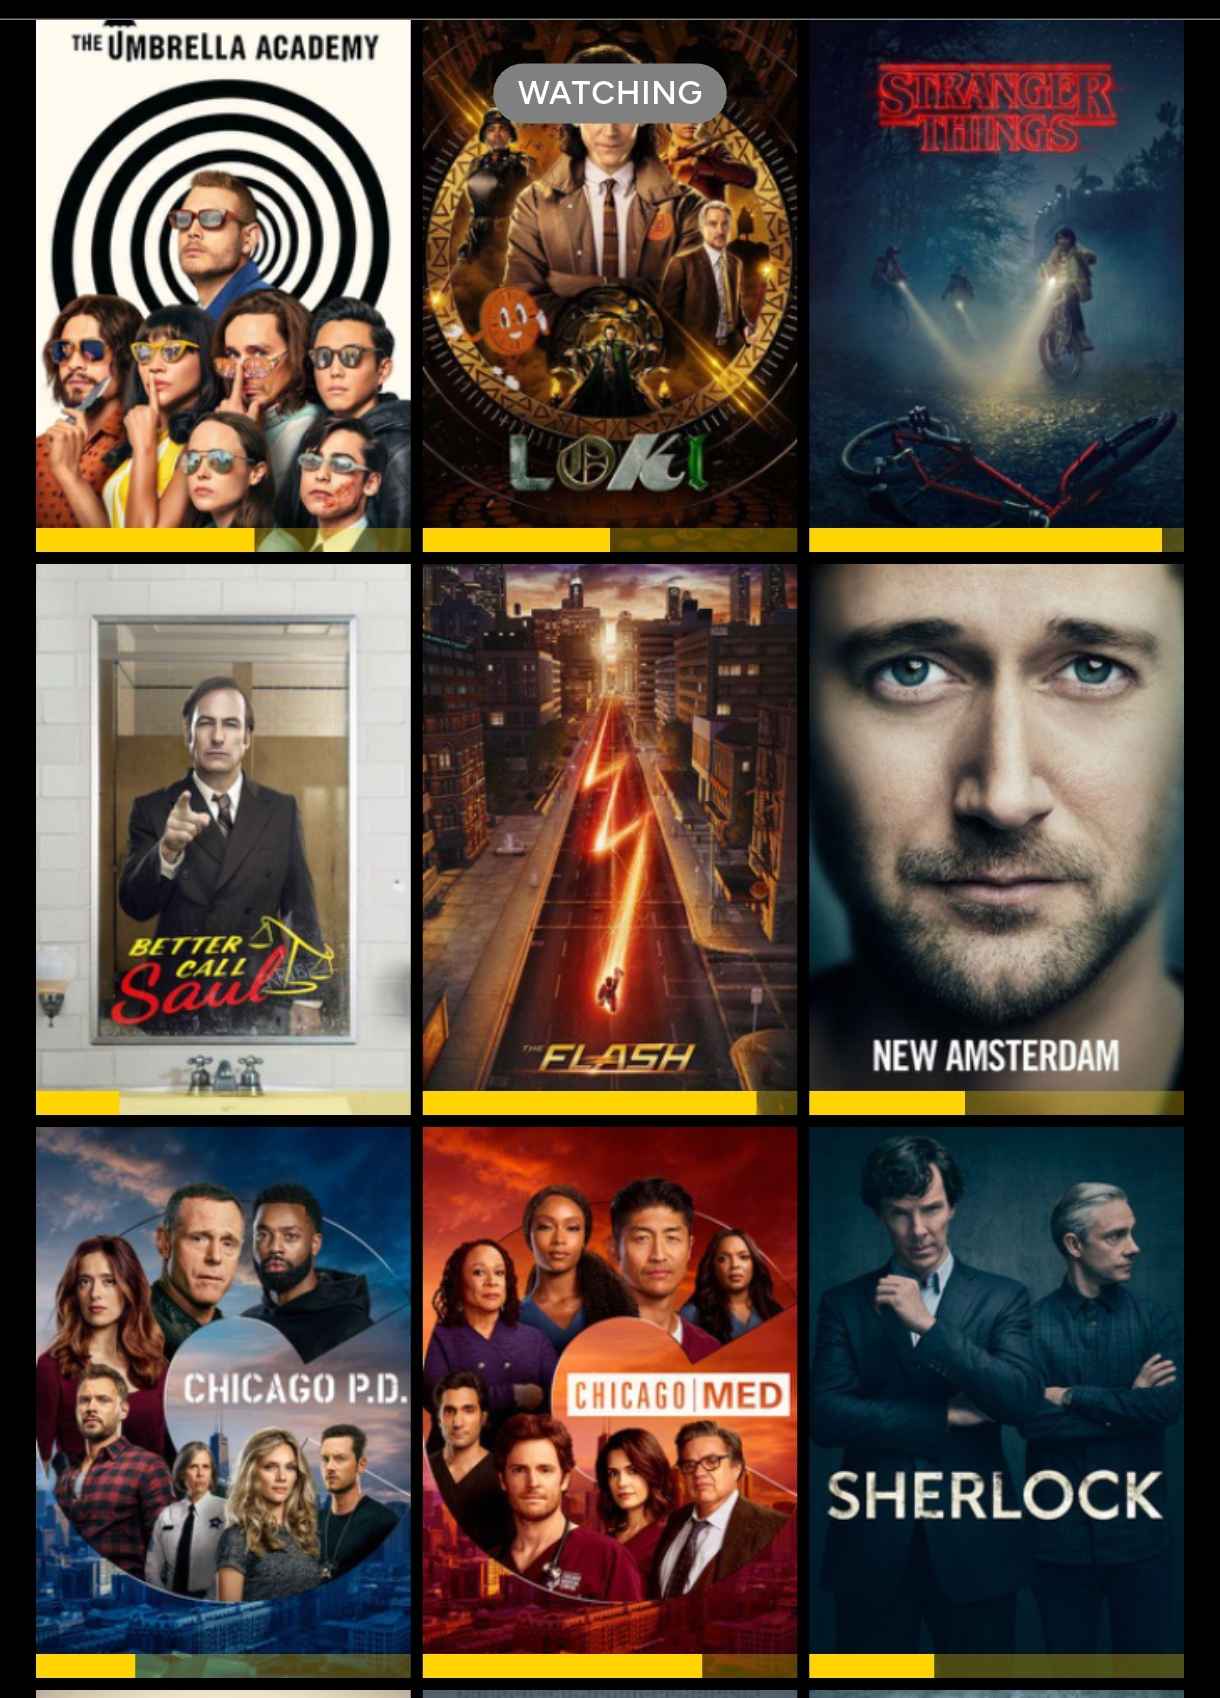 THE UMBRELLA ACADEMY
WATCHING
STRANGER
THINGS
LOKI
BETTER
CALL
Saul
THE FLASH
NEW AMSTERDAM
CHICAGO P.D.
CHICAGO MED
SHERLOCK